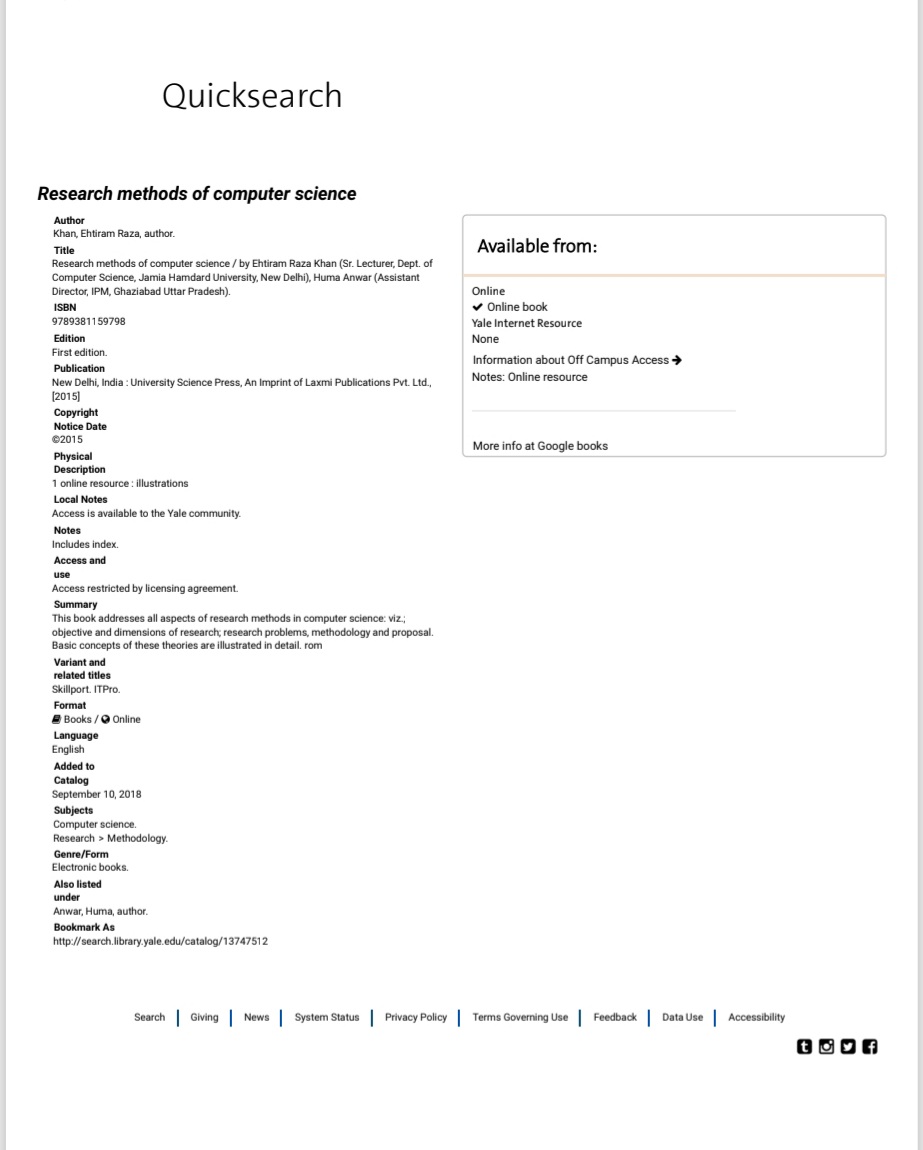 Quicksearch
Research methods of computer science
Author
Khan, Ehtiram Raza, author.
Title
Research methods of computer science / by Ehtiram Raza Khan (Sr. Lecturer, Dept. of
Computer Science, Jamia Hamdard University, New Delhi), Huma Anwar (Assistant
Director, IPM, Ghaziabad Uttar Pradesh).
ISBN
9789381159798
Edition
First edition.
Publication
New Delhi, India : University Science Press, An Imprint of Laxmi Publications Pvt. Ltd.,
[2015]
Copyright
Notice Date
©2015
Physical
Description
1 online resource : illustrations
Local Notes
Access is available to the Yale community.
Notes
Includes index.
Access and
use
Access restricted by licensing agreement.
Summary
This book addresses all aspects of research methods in computer science: viz.;
objective and dimensions of research; research problems, methodology and proposal.
Basic concepts of these theories are illustrated in detail. rom
Variant and
related titles
Skillport. ITPro.
Format
Books / Online
Language
English
Added to
Catalog
September 10, 2018
Subjects
Computer science.
Research > Methodology.
Genre/Form
Electronic books.
Also listed
under
Anwar, Huma, author.
Bookmark As
http://search.library.yale.edu/catalog/13747512
Available from:
Online
✔ Online book
Yale Internet Resource
None
Information about Off Campus Access →
Notes: Online resource
More info at Google books
Search | Giving | News | System Status | Privacy Policy | Terms Governing Use | Feedback | Data Use | Accessibility